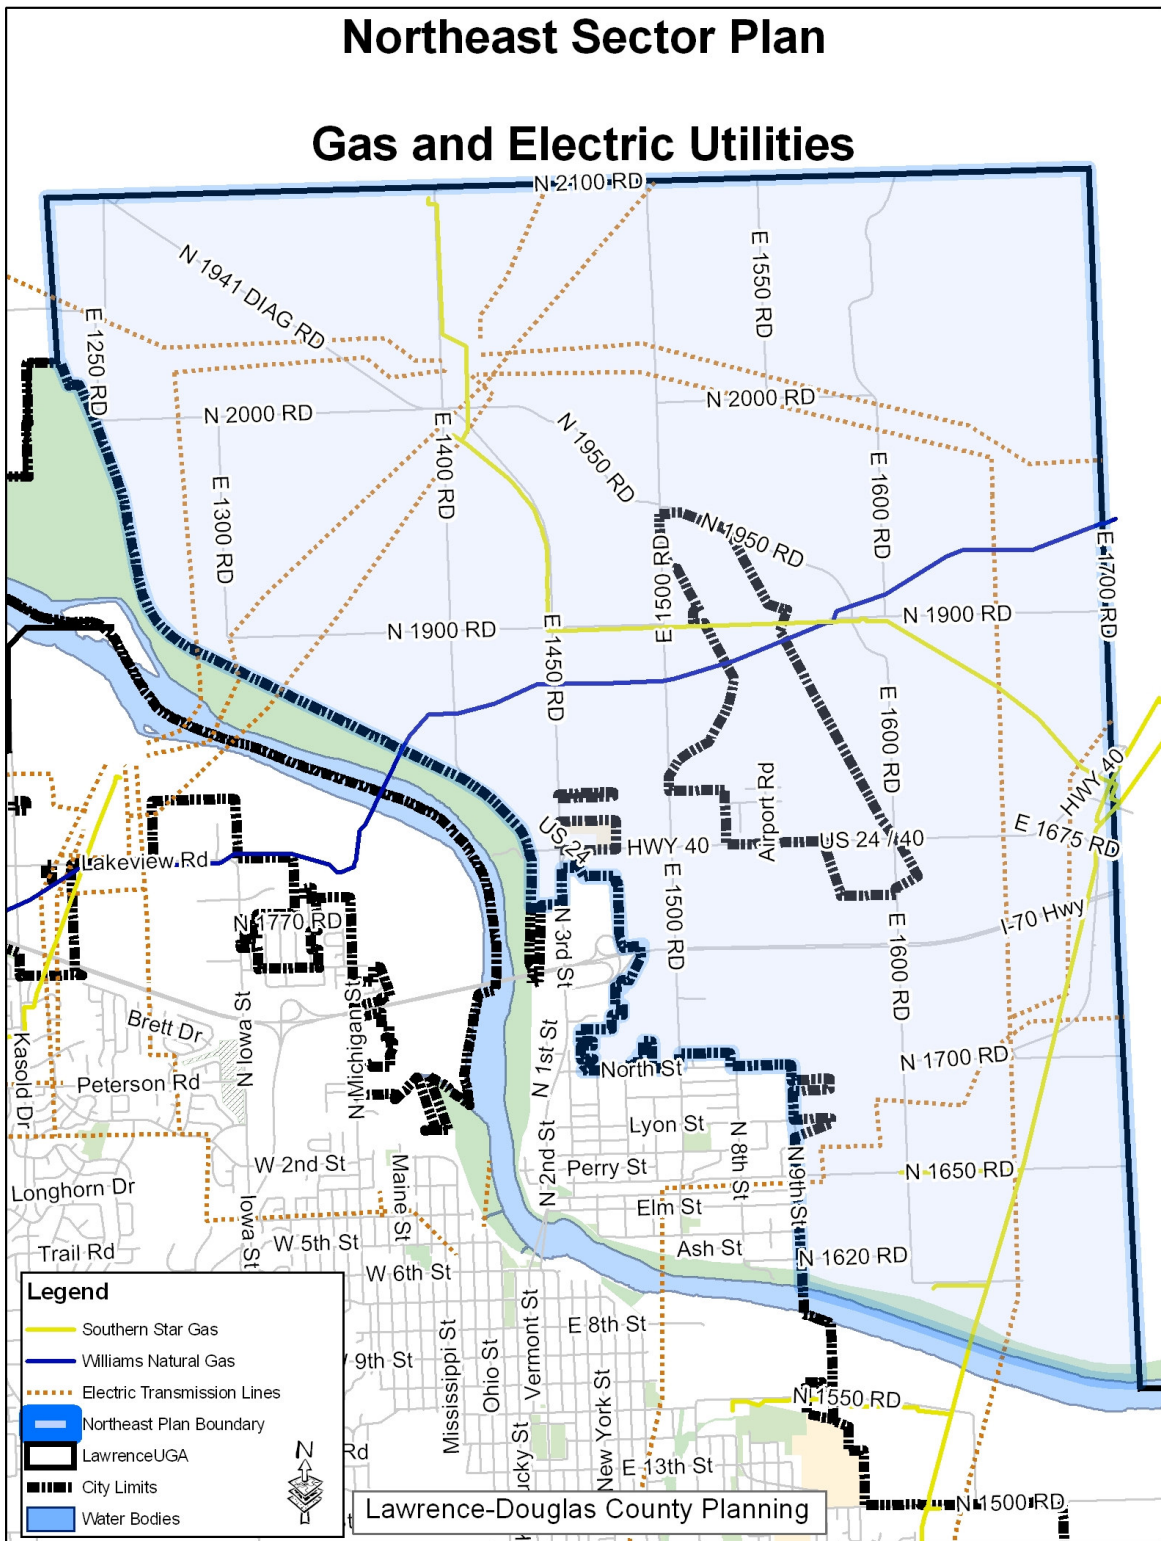 Northeast Sector Plan
Gas and Electric Utilities
N 2100 RD
N 1941 DIAG RD
E 1550 RD
E 1250 RD
N 2000 RD
N 2000 RD
E 1400 RD
N 1950 RD
E 1300 RD
E 1600 RD
N 1950 RD
E 1500 RD
E 1700 RD
N 1900 RD
N 1900 RD
E 1450 RD
E 1600 RD
HWY 40
Airport Rd
US 24
HWY 40
US 24 / 40
E 1675 RD
Lakeview Rd
N 1770 RD
E 1500 RD
I-70 Hwy
N 3rd St
E 1600 RD
N Michigan St
Brett Dr
N Iowa St
Kasold Dr
N 1st St
N 1700 RD
Peterson Rd
North St
Lyon St
N 8th St
W 2nd St
Maine St
N 2nd St
Perry St
N 9th St
N 1650 RD
Longhorn Dr
Iowa St
Elm St
W 5th St
Ash St
N 1620 RD
Trail Rd
W 6th St
Legend
Southern Star Gas
Williams Natural Gas
Electric Transmission Lines
Northeast Plan Boundary
LawrenceUGA
City Limits
Water Bodies
N
Vermont St
E 8th St
Mississippi St
Ohio St
9th St
New York St
N 1550 RD
Rd
ucky St
E 13th St
N 1500 RD
Lawrence-Douglas County Planning